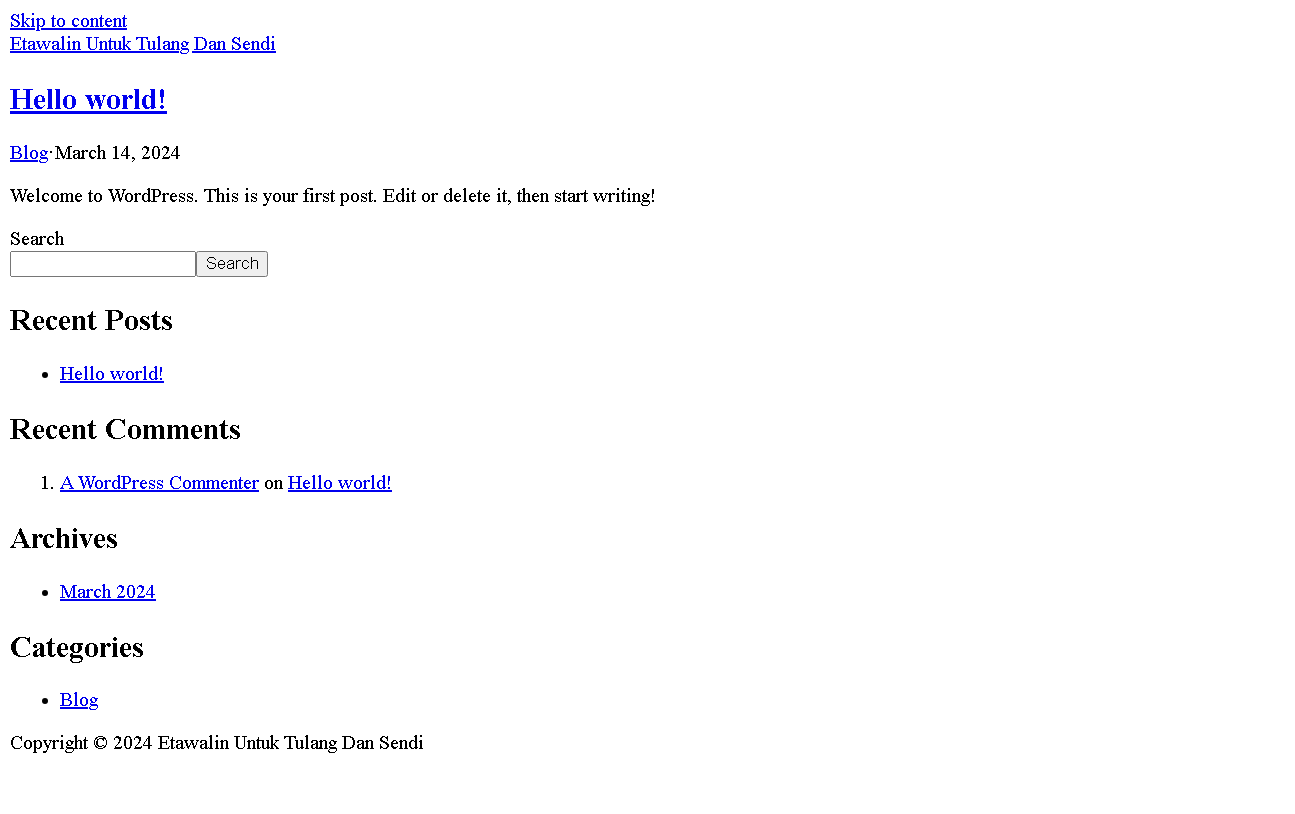 Skip to content
Etawalin Untuk Tulang Dan Sendi
Hello world!
Blog·March 14, 2024
Welcome to WordPress. This is your first post. Edit or delete it, then start writing!
Search
Search
Recent Posts
Hello world!
Recent Comments
1. A WordPress Commenter on Hello world!
Archives
March 2024
Categories
Blog
Copyright © 2024 Etawalin Untuk Tulang Dan Sendi